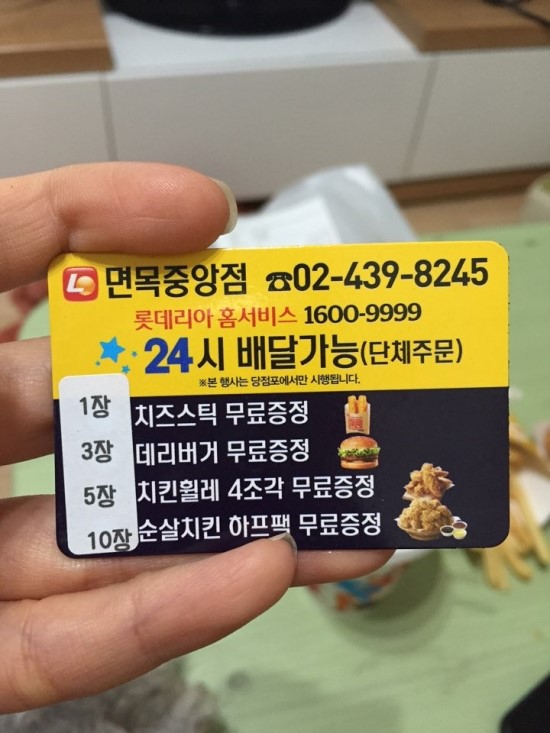 면목중앙점 ☎02-439-8245
롯데리아 홈서비스 1600-9999
24시 배달가능(단체주문)
※본 행사는 당점포에서만 시행됩니다.
1장 치즈스틱 무료증정
3장 데리버거 무료증정
5장 치킨휠레 4조각 무료증정
10장 순살치킨 하프팩 무료증정